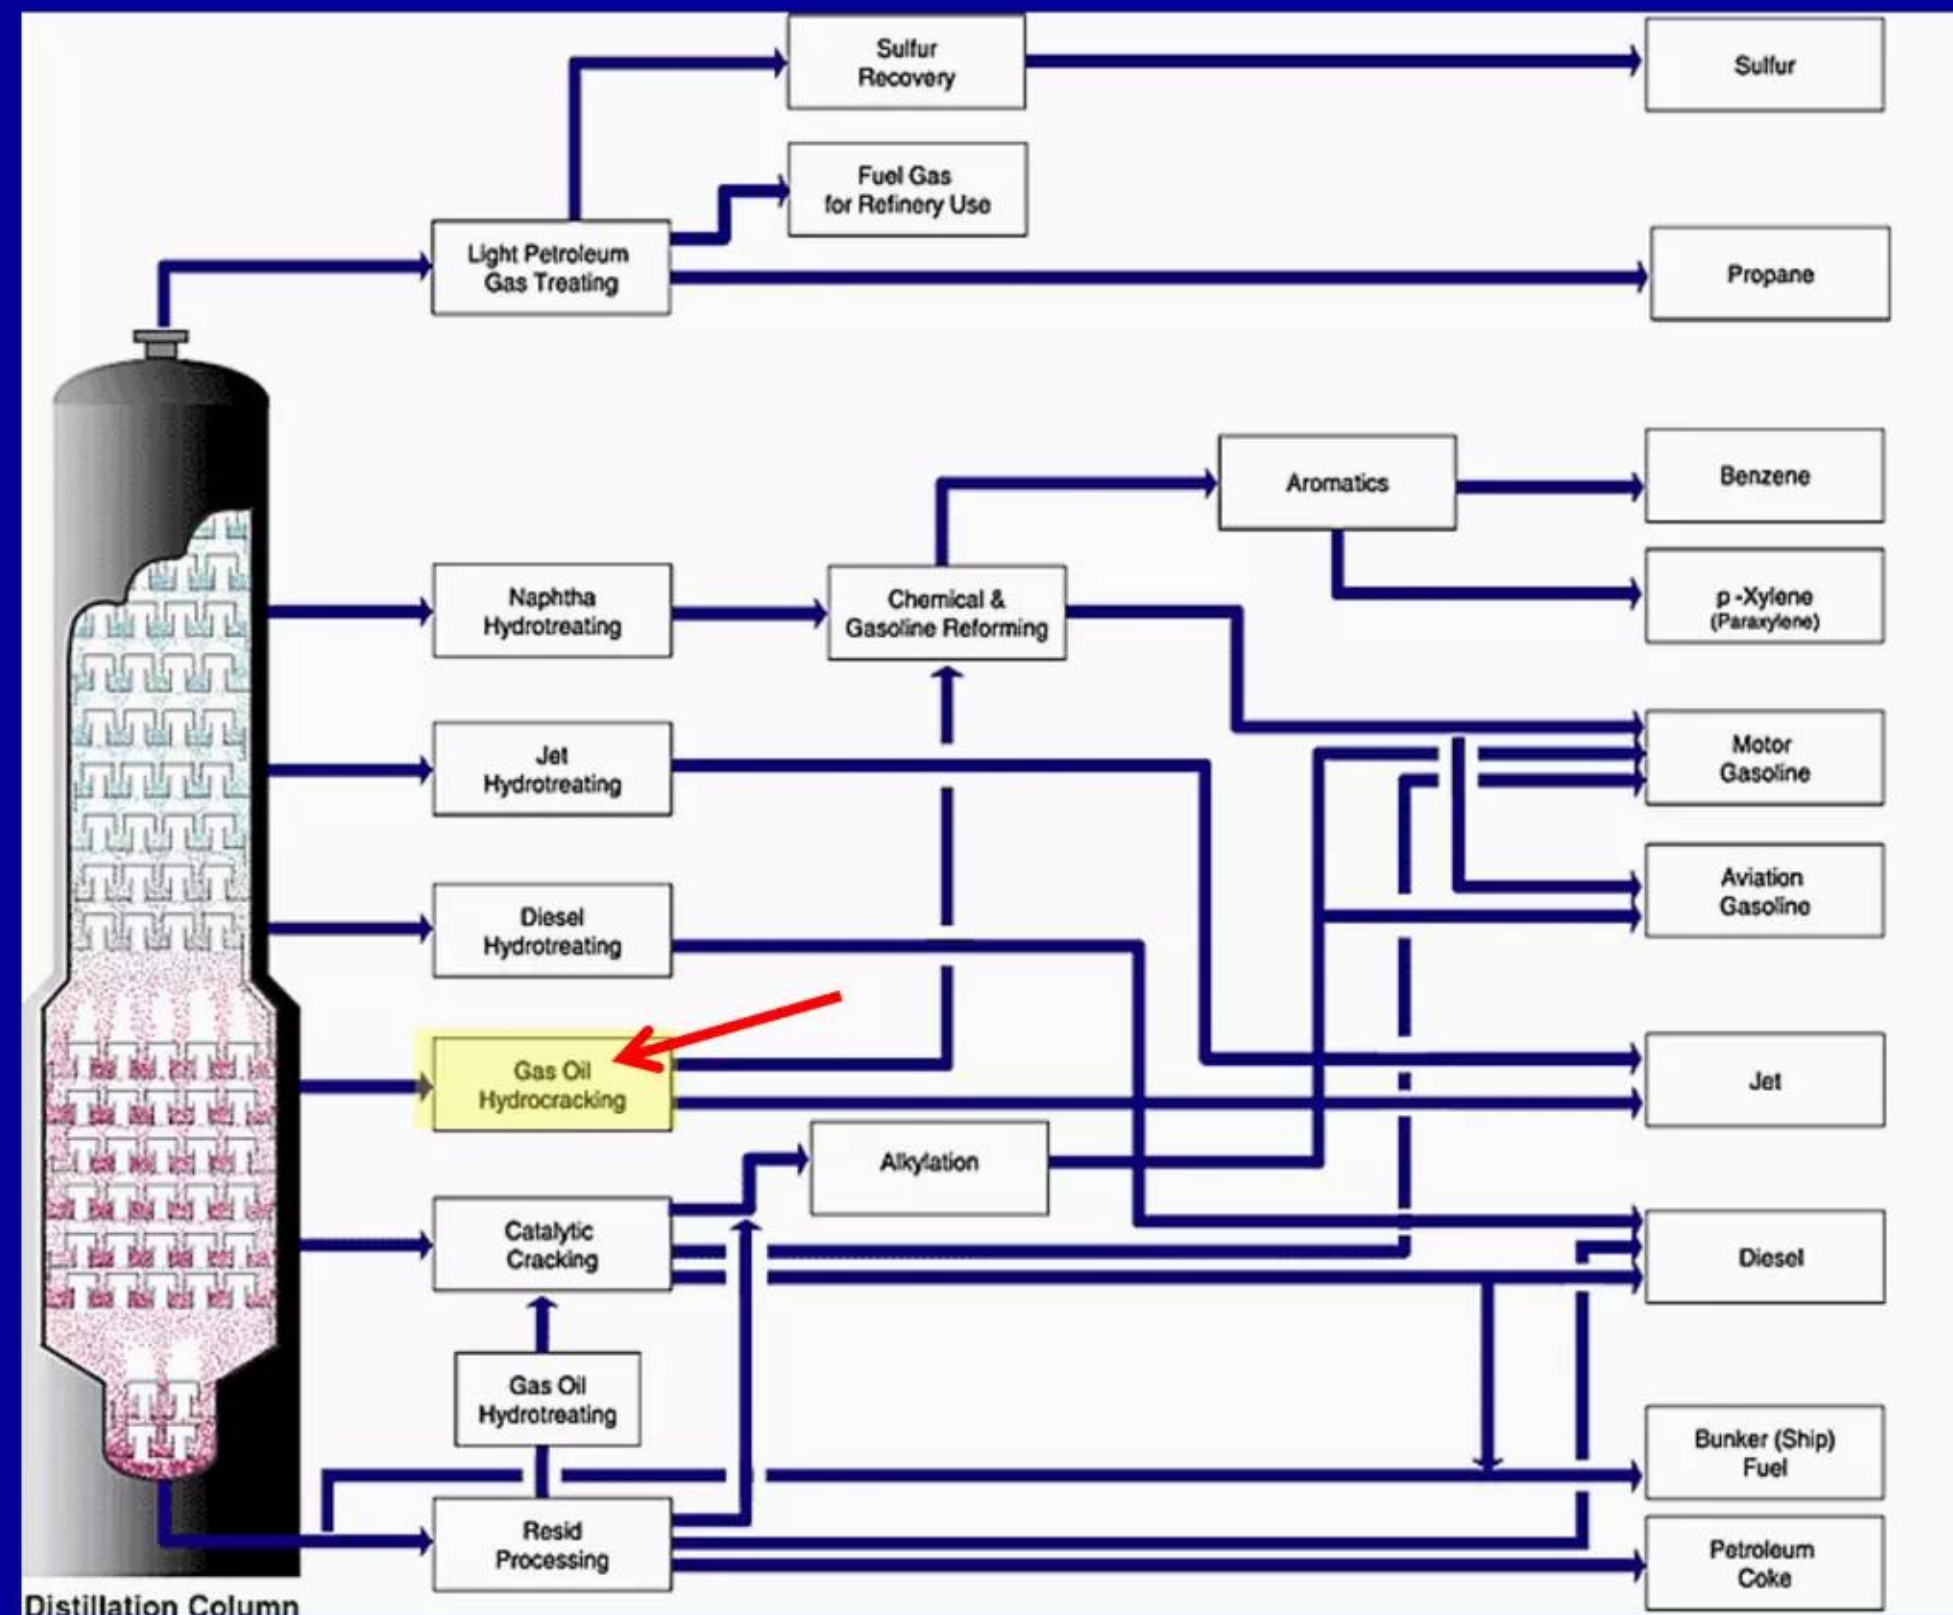 Sulfur
Recovery
Sulfur
Fuel Gas
for Refinery Use
Light Petroleum
Gas Treating
Propane
Aromatics
Benzene
Naphtha
Hydrotreating
Chemical &
Gasoline Reforming
p-Xylene
(Paraxylene)
Jet
Hydrotreating
Motor
Gasoline
Diesel
Hydrotreating
Aviation
Gasoline
Gas Oil
Hydrocracking
Jet
Alkylation
Catalytic
Cracking
Diesel
Gas Oil
Hydrotreating
Bunker (Ship)
Fuel
Resid
Processing
Petroleum
Coke
Distillation Column